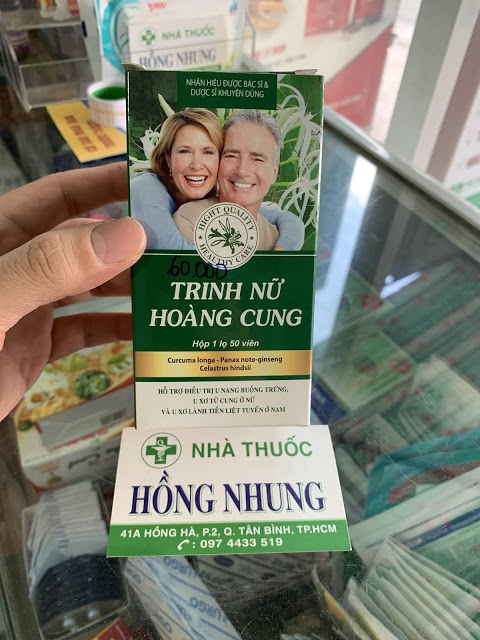 NHÀ THUỐC
HỒNG NHUNG
NHÃN HIỆU ĐƯỢC BÁC SĨ &
DƯỢC SĨ KHUYÊN DÙNG
HIGHT QUALITY
HEALTHY CARE
60.000
TRINH NỮ
HOÀNG CUNG
Hộp 1 lọ 50 viên
Curcuma longa - Panax noto-ginseng
Celastrus hindsii
HỖ TRỢ ĐIỀU TRỊ U NANG BUỒNG TRỨNG,
U XƠ TỬ CUNG Ở NỮ
VÀ U XƠ LÀNH TIỀN LIỆT TUYẾN Ở NAM
NHÀ THUỐC
HỒNG NHUNG
41A HỒNG HÀ, P.2, Q. TÂN BÌNH, TP.HCM
: 097 4433 519